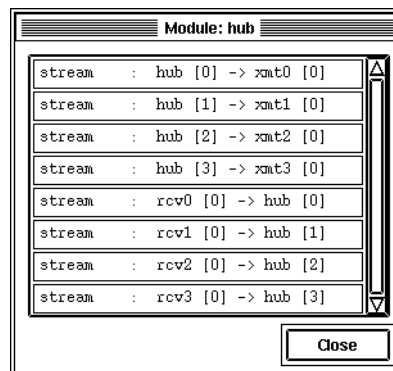 Module: hub
stream : hub [0] -> xmt0 [0]
stream : hub [1] -> xmt1 [0]
stream : hub [2] -> xmt2 [0]
stream : hub [3] -> xmt3 [0]
stream : rcv0 [0] -> hub [0]
stream : rcv1 [0] -> hub [1]
stream : rcv2 [0] -> hub [2]
stream : rcv3 [0] -> hub [3]
Close